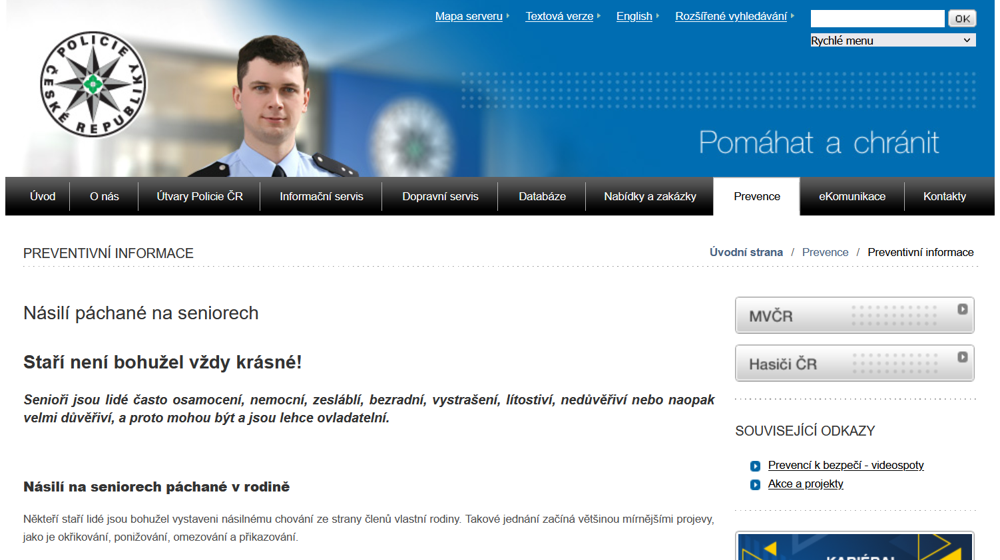 Mapa serveru
Textová verze
English
Rozšířené vyhledávání
OK
Rychlé menu
POLICIE ČESKÉ REPUBLIKY
Pomáhat a chránit
Úvod
O nás
Útvary Policie ČR
Informační servis
Dopravní servis
Databáze
Nabídky a zakázky
Prevence
eKomunikace
Kontakty
PREVENTIVNÍ INFORMACE
Úvodní strana / Prevence / Preventivní informace
Násilí páchané na seniorech
Staří není bohužel vždy krásné!
Senioři jsou lidé často osamocení, nemocní, zesláblí, bezradní, vystrašení, lítostiví, nedůvěřiví nebo naopak
velmi důvěřiví, a proto mohou být a jsou lehce ovladatelní.
Násilí na seniorech páchané v rodině
Někteří staří lidé jsou bohužel vystaveni násilnému chování ze strany členů vlastní rodiny. Takové jednání začíná většinou mírnějšími projevy,
jako je okřikování, ponižování, omezování a přikazování.
MVČR
Hasiči ČR
SOUVISEJÍCÍ ODKAZY
Prevencí k bezpečí - videospoty
Akce a projekty